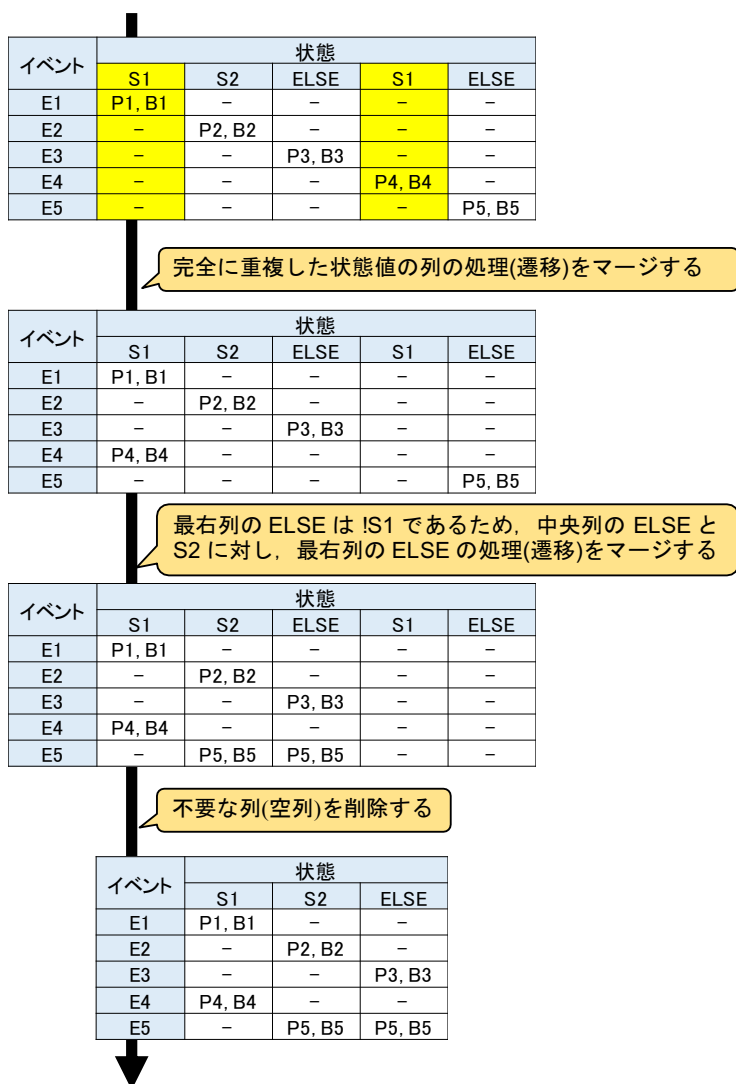 イベント 状態
S1 S2 ELSE S1 ELSE
E1 P1, B1 − − − −
E2 − P2, B2 − − −
E3 − − P3, B3 − −
E4 − − − P4, B4 −
E5 − − − − P5, B5
完全に重複した状態値の列の処理(遷移)をマージする
イベント 状態
S1 S2 ELSE S1 ELSE
E1 P1, B1 − − − −
E2 − P2, B2 − − −
E3 − − P3, B3 − −
E4 P4, B4 − − − −
E5 − − − − P5, B5
最右列の ELSE は !S1 であるため，中央列の ELSE と
S2 に対し，最右列の ELSE の処理(遷移)をマージする
イベント 状態
S1 S2 ELSE S1 ELSE
E1 P1, B1 − − − −
E2 − P2, B2 − − −
E3 − − P3, B3 − −
E4 P4, B4 − − − −
E5 − P5, B5 P5, B5 − −
不要な列(空列)を削除する
イベント 状態
S1 S2 ELSE
E1 P1, B1 − −
E2 − P2, B2 −
E3 − − P3, B3
E4 P4, B4 − −
E5 − P5, B5 P5, B5